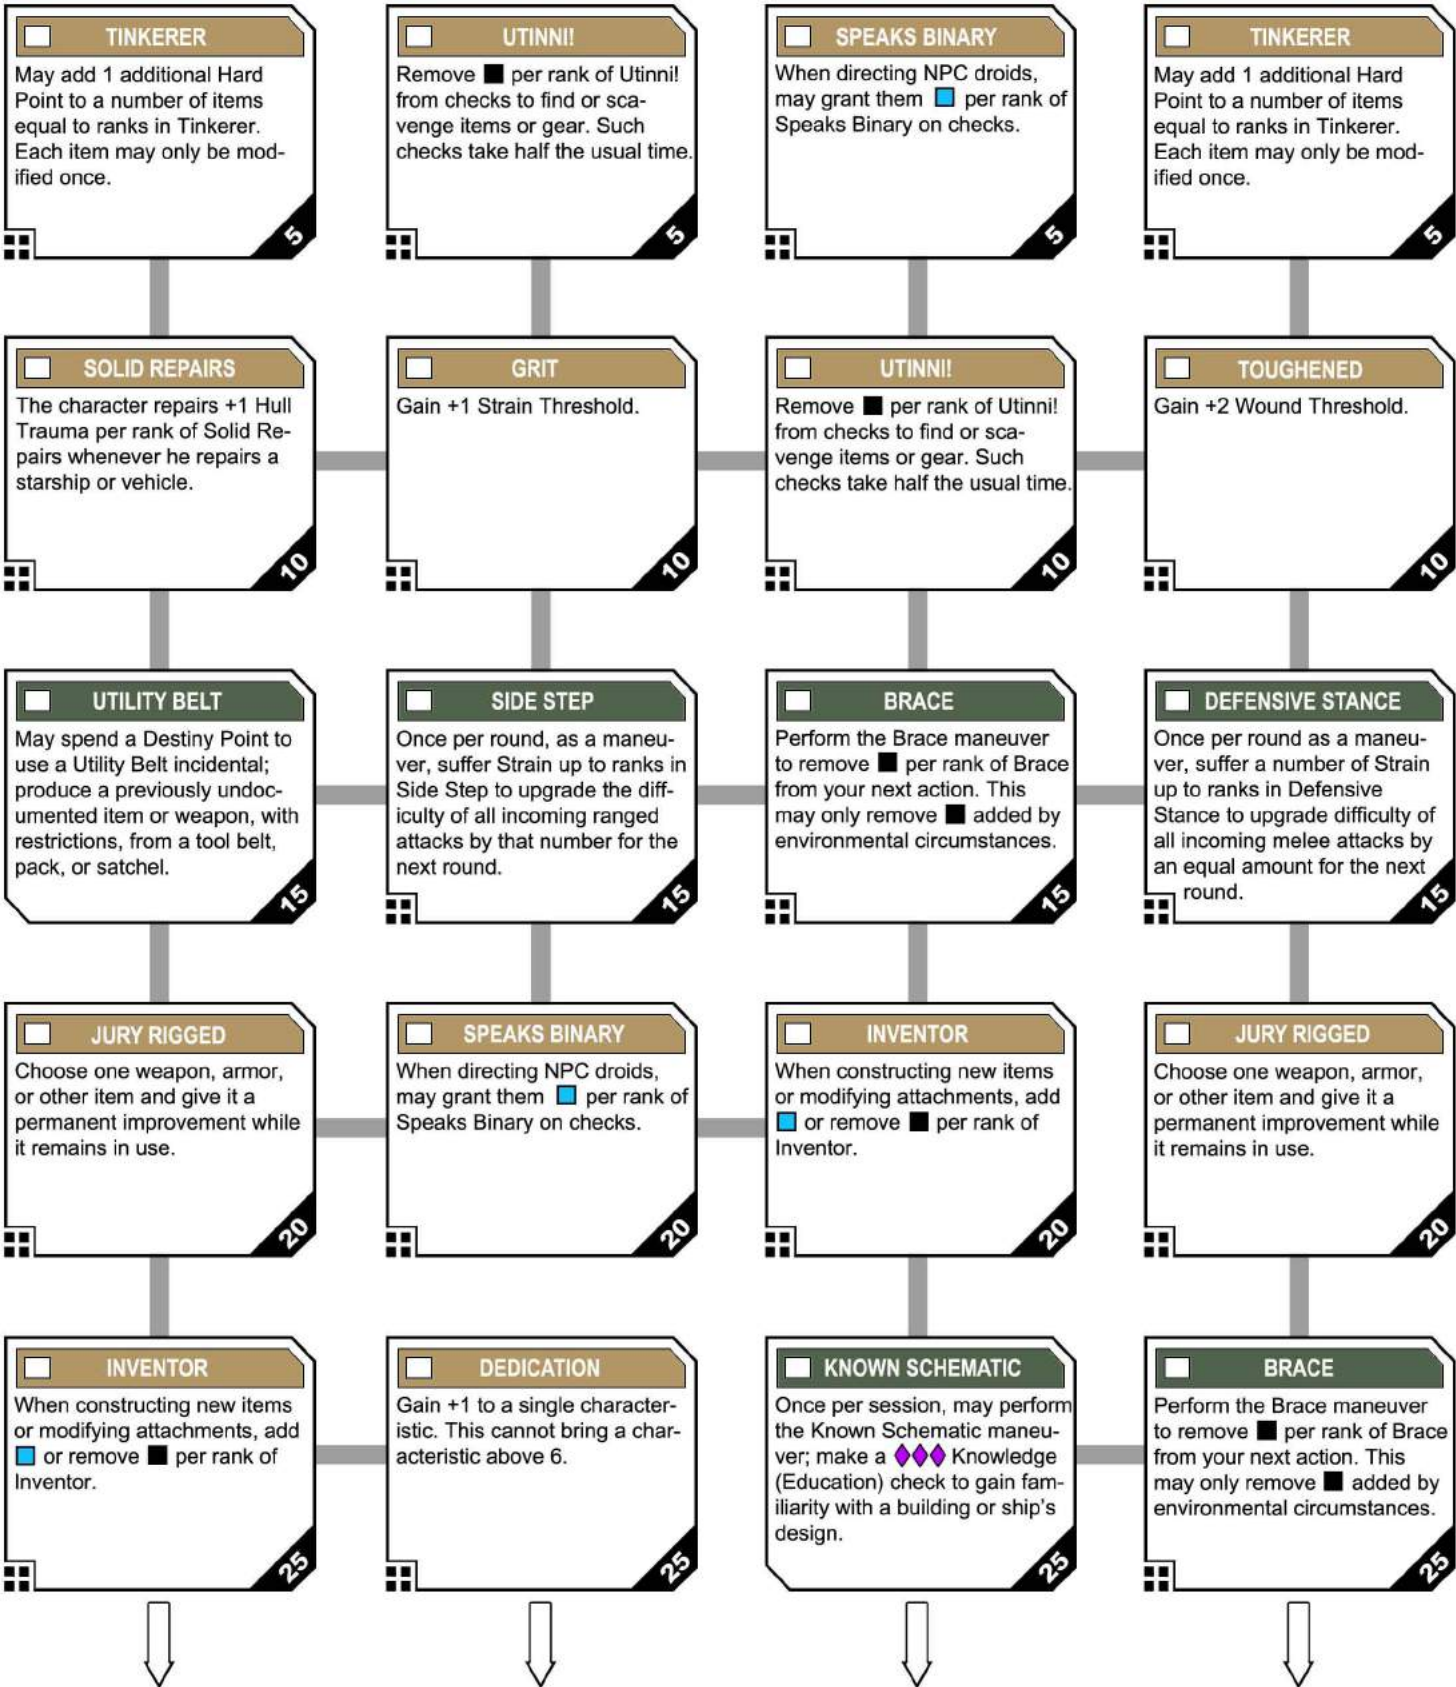 TINKERER
May add 1 additional Hard
Point to a number of items
equal to ranks in Tinkerer.
Each item may only be mod-
ified once.
5
UTINNI!
Remove ■ per rank of Utinni!
from checks to find or sca-
venge items or gear. Such
checks take half the usual time.
5
SPEAKS BINARY
When directing NPC droids,
may grant them per rank of
Speaks Binary on checks.
5
TINKERER
May add 1 additional Hard
Point to a number of items
equal to ranks in Tinkerer.
Each item may only be mod-
ified once.
5
SOLID REPAIRS
The character repairs +1 Hull
Trauma per rank of Solid Re-
pairs whenever he repairs a
starship or vehicle.
10
GRIT
Gain +1 Strain Threshold.
10
UTINNI!
Remove ■ per rank of Utinni!
from checks to find or sca-
venge items or gear. Such
checks take half the usual time.
10
TOUGHENED
Gain +2 Wound Threshold.
10
UTILITY BELT
May spend a Destiny Point to
use a Utility Belt incidental;
produce a previously undoc-
umented item or weapon, with
restrictions, from a tool belt,
pack, or satchel.
15
SIDE STEP
Once per round, as a maneu-
ver, suffer Strain up to ranks in
Side Step to upgrade the diff-
iculty of all incoming ranged
attacks by that number for the
next round.
15
BRACE
Perform the Brace maneuver
to remove ■ per rank of Brace
from your next action. This
may only remove ■ added by
environmental circumstances.
15
DEFENSIVE STANCE
Once per round as a maneu-
ver, suffer a number of Strain
up to ranks in Defensive
Stance to upgrade difficulty of
all incoming melee attacks by
an equal amount for the next
round.
15
JURY RIGGED
Choose one weapon, armor,
or other item and give it a
permanent improvement while
it remains in use.
20
SPEAKS BINARY
When directing NPC droids,
may grant them per rank of
Speaks Binary on checks.
20
INVENTOR
When constructing new items
or modifying attachments, add
or remove ■ per rank of
Inventor.
20
JURY RIGGED
Choose one weapon, armor,
or other item and give it a
permanent improvement while
it remains in use.
20
INVENTOR
When constructing new items
or modifying attachments, add
or remove ■ per rank of
Inventor.
25
DEDICATION
Gain +1 to a single character-
istic. This cannot bring a char-
acteristic above 6.
25
KNOWN SCHEMATIC
Once per session, may perform
the Known Schematic maneu-
ver; make a ♦♦♦ Knowledge
(Education) check to gain fam-
iliarity with a building or ship's
design.
25
BRACE
Perform the Brace maneuver
to remove ■ per rank of Brace
from your next action. This
may only remove ■ added by
environmental circumstances.
25